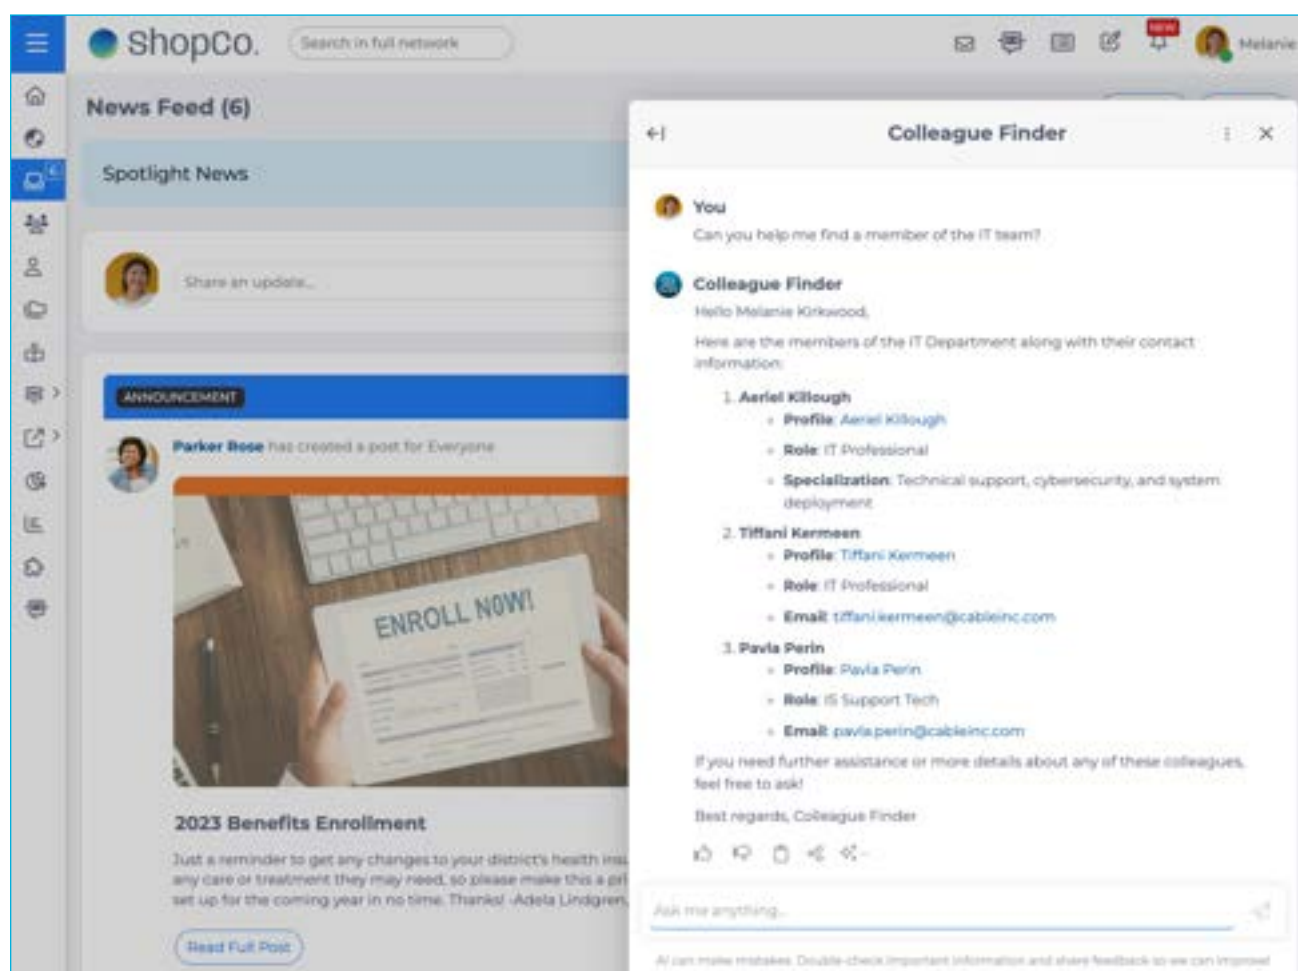 ShopCo.
Search in full network
NEW
Melanie
News Feed (6)
Spotlight News
Share an update...
ANNOUNCEMENT
Parker Rose has created a post for Everyone
ENROLL NOW!
2023 Benefits Enrollment
Just a reminder to get any changes to your district's health
any care or treatment they may need, so please make this a
set up for the coming year in no time. Thanks! -Adela Lindgren,
Read Full Post
Colleague Finder
You
Can you help me find a member of the IT team?
Colleague Finder
Hello Melanie Kirkwood,
Here are the members of the IT Department along with their contact
information:
1. Aeriel Killough
Profile: Aeriel Killough
Role: IT Professional
Specialization: Technical support, cybersecurity, and system
deployment
2. Tiffani Kermeen
Profile: Tiffani Kermeen
Role: IT Professional
Email: tiffani.kermeen@cableinc.com
3. Pavla Perin
Profile: Pavla Perin
Role: IS Support Tech
Email: pavla.perin@cableinc.com
If you need further assistance or more details about any of these colleagues,
feel free to ask!
Best regards, Colleague Finder
Ask me anything...
AI can make mistakes. Double-check important information and share feedback so we can improve!